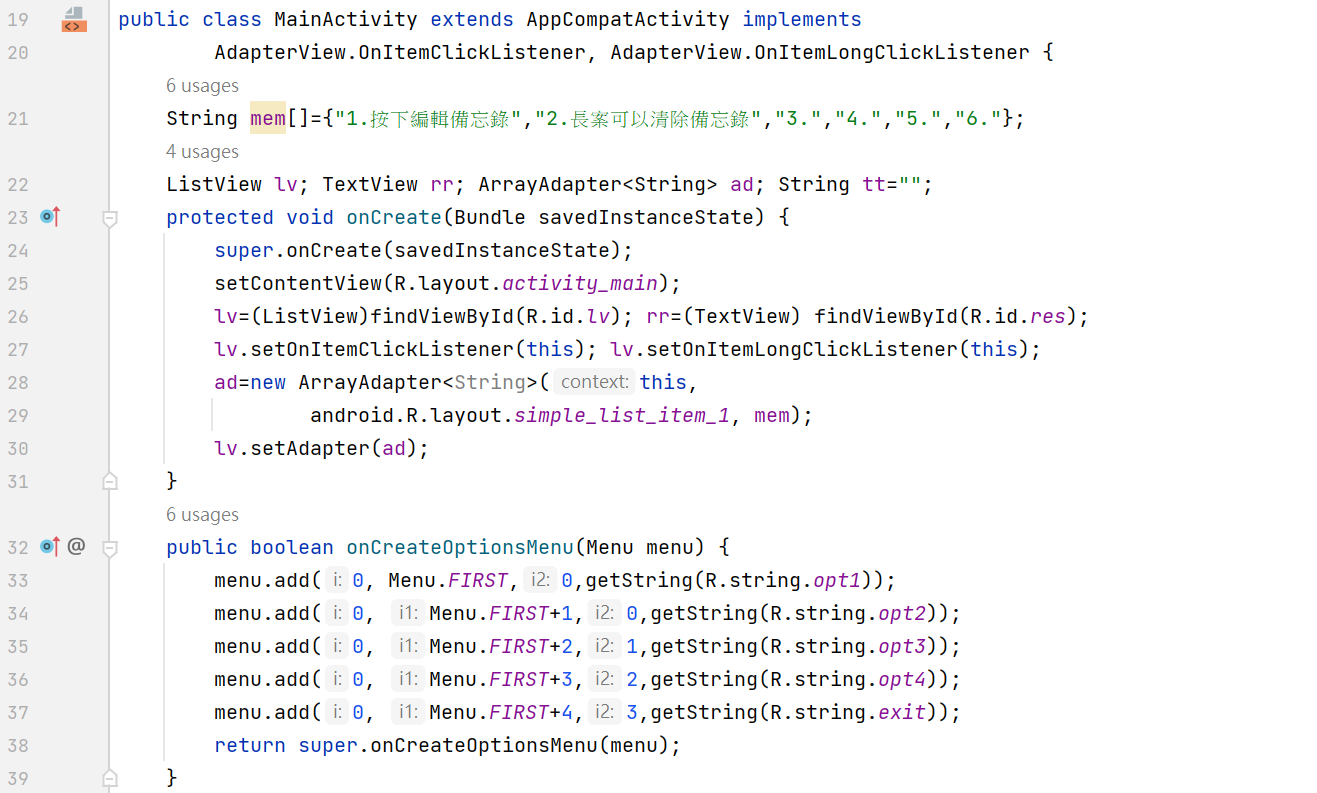 19 public class MainActivity extends AppCompatActivity implements
20 AdapterView.OnItemClickListener, AdapterView.OnItemLongClickListener {
6 usages
21 String mem[]={"1.按下編輯備忘錄","2.長案可以清除備忘錄","3.","4.","5.","6."};
4 usages
22 ListView lv; TextView rr; ArrayAdapter<String> ad; String tt="";
23 protected void onCreate(Bundle savedInstanceState) {
24 super.onCreate(savedInstanceState);
25 setContentView(R.layout.activity_main);
26 lv=(ListView)findViewById(R.id.lv); rr=(TextView) findViewById(R.id.res);
27 lv.setOnItemClickListener(this); lv.setOnItemLongClickListener(this);
28 ad=new ArrayAdapter<String>( context: this,
29 android.R.layout.simple_list_item_1, mem);
30 lv.setAdapter(ad);
31 }
6 usages
32 @ public boolean onCreateOptionsMenu(Menu menu) {
33 menu.add( i: 0, Menu.FIRST, i2: 0,getString(R.string.opt1));
34 menu.add( i: 0, i1: Menu.FIRST+1, i2: 0,getString(R.string.opt2));
35 menu.add( i: 0, i1: Menu.FIRST+2, i2: 1,getString(R.string.opt3));
36 menu.add( i: 0, i1: Menu.FIRST+3, i2: 2,getString(R.string.opt4));
37 menu.add( i: 0, i1: Menu.FIRST+4, i2: 3,getString(R.string.exit));
38 return super.onCreateOptionsMenu(menu);
39 }